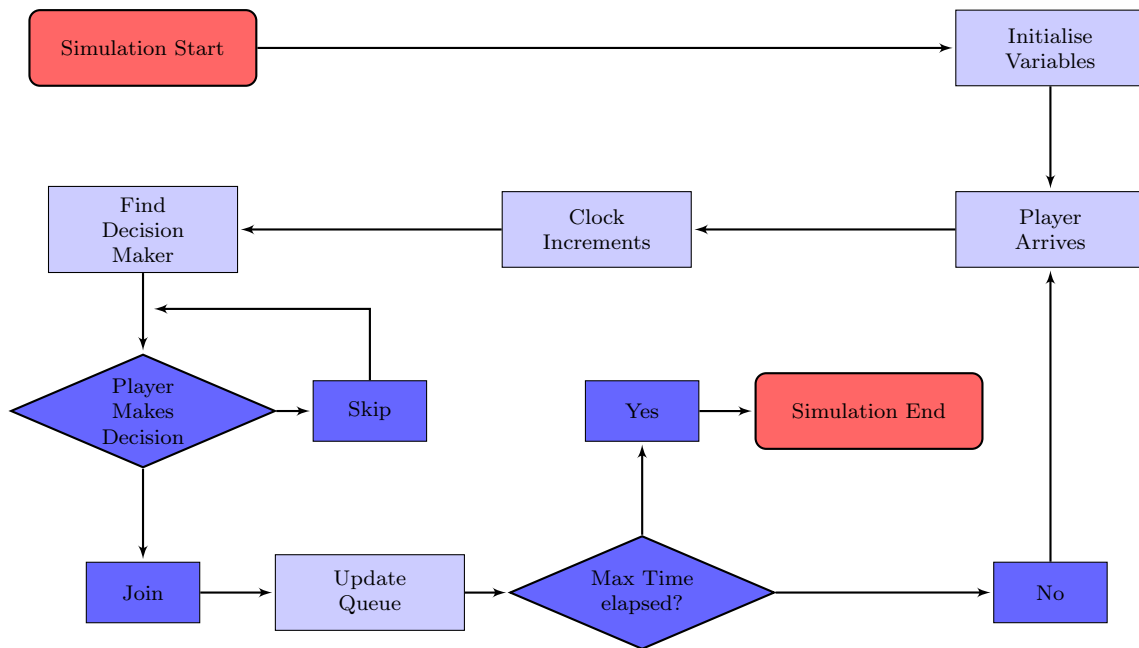 Simulation Start
Initialise
Variables
Find
Decision
Maker
Clock
Increments
Player
Arrives
Player
Makes
Decision
Skip
Yes
Simulation End
Join
Update
Queue
Max Time
elapsed?
No